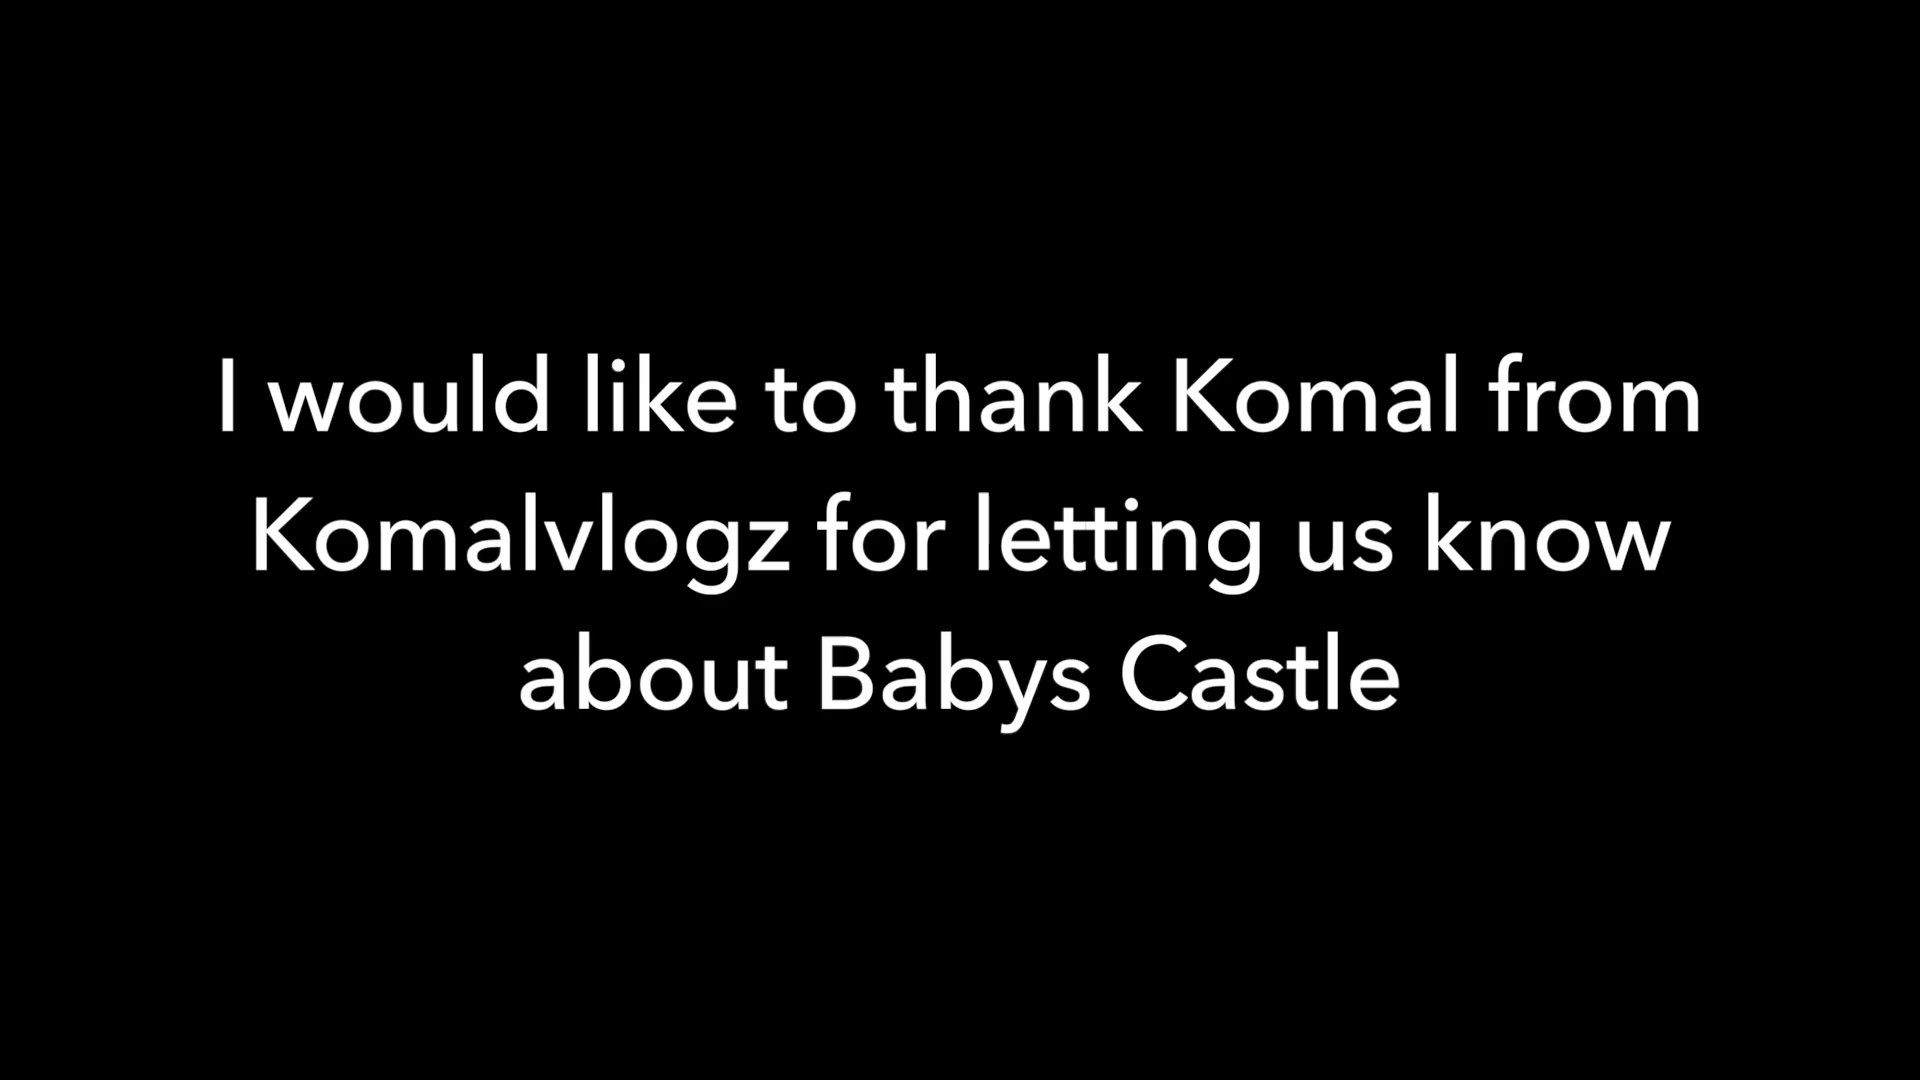 I would like to thank Komal from
Komalvlogz for letting us know
about Babys Castle